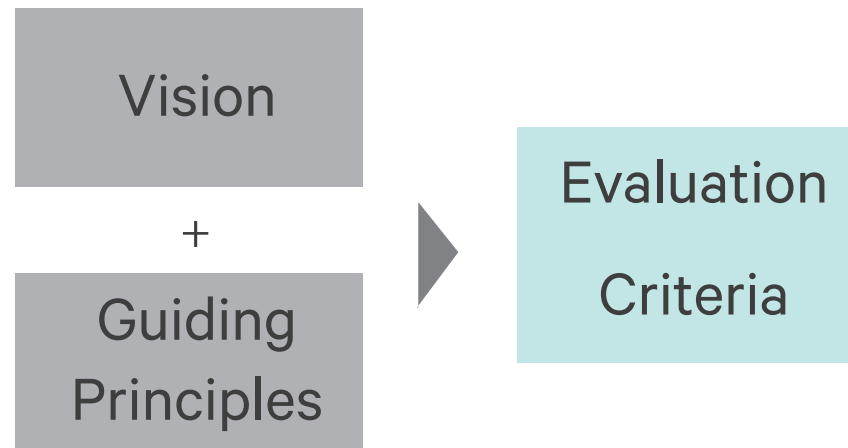 Vision
+
Guiding
Principles
Evaluation
Criteria